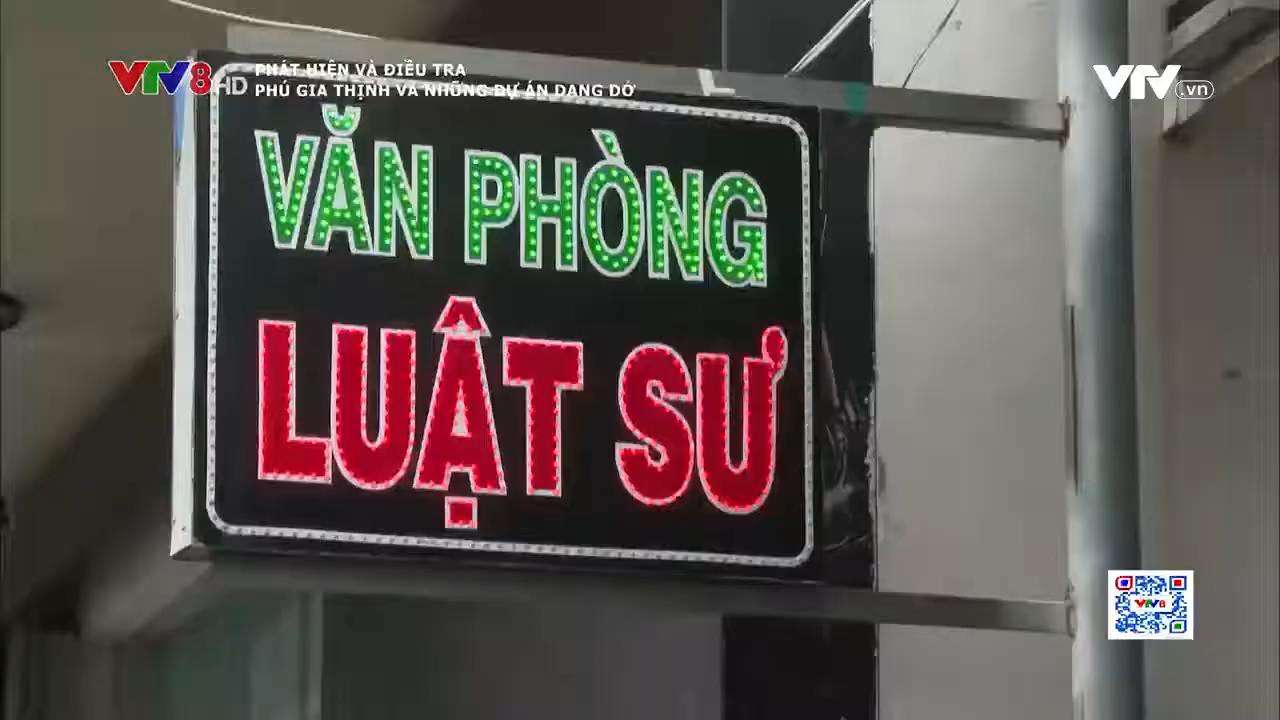 VTV8 HD
PHÁT HIỆN VÀ ĐIỀU TRA
PHÚ GIA THỊNH VÀ NHỮNG DỰ ÁN DANG DỞ
VTV.vn
VĂN PHÒNG
LUẬT SƯ
VTV8